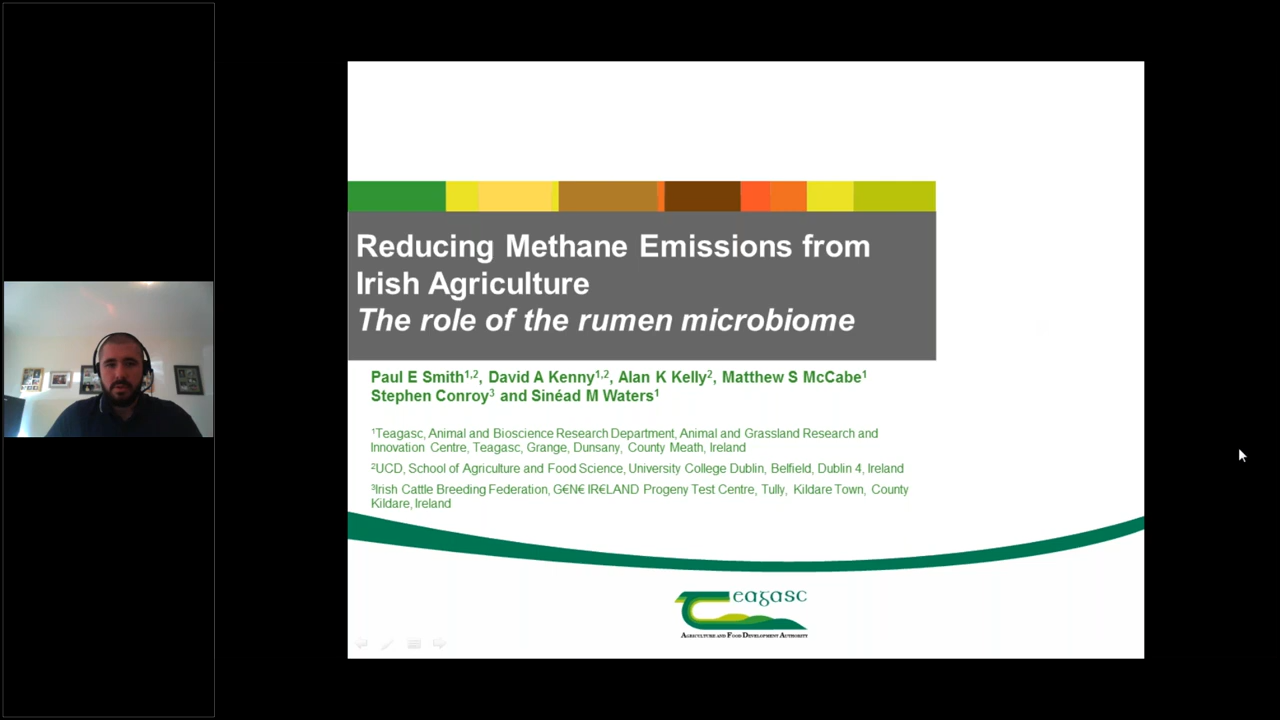 Reducing Methane Emissions from
Irish Agriculture
The role of the rumen microbiome
Paul E Smith¹,², David A Kenny¹,², Alan K Kelly², Matthew S McCabe¹
Stephen Conroy³ and Sinéad M Waters¹
¹Teagasc, Animal and Bioscience Research Department, Animal and Grassland Research and
Innovation Centre, Teagasc, Grange, Dunsany, County Meath, Ireland
²UCD, School of Agriculture and Food Science, University College Dublin, Belfield, Dublin 4, Ireland
³Irish Cattle Breeding Federation, G€N€ IR€LAND Progeny Test Centre, Tully, Kildare Town, County
Kildare, Ireland
Teagasc
Agriculture and Food Development Authority